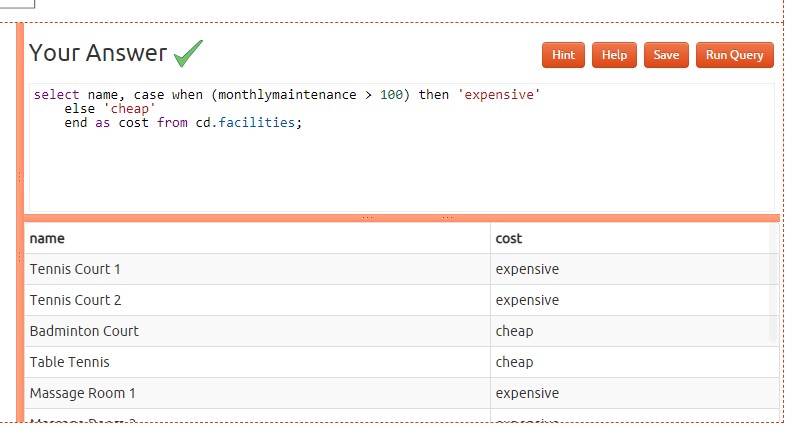 Your Answer
Hint Help Save Run Query
select name, case when (monthlymaintenance > 100) then 'expensive'
else 'cheap'
end as cost from cd.facilities;
name cost
Tennis Court 1 expensive
Tennis Court 2 expensive
Badminton Court cheap
Table Tennis cheap
Massage Room 1 expensive